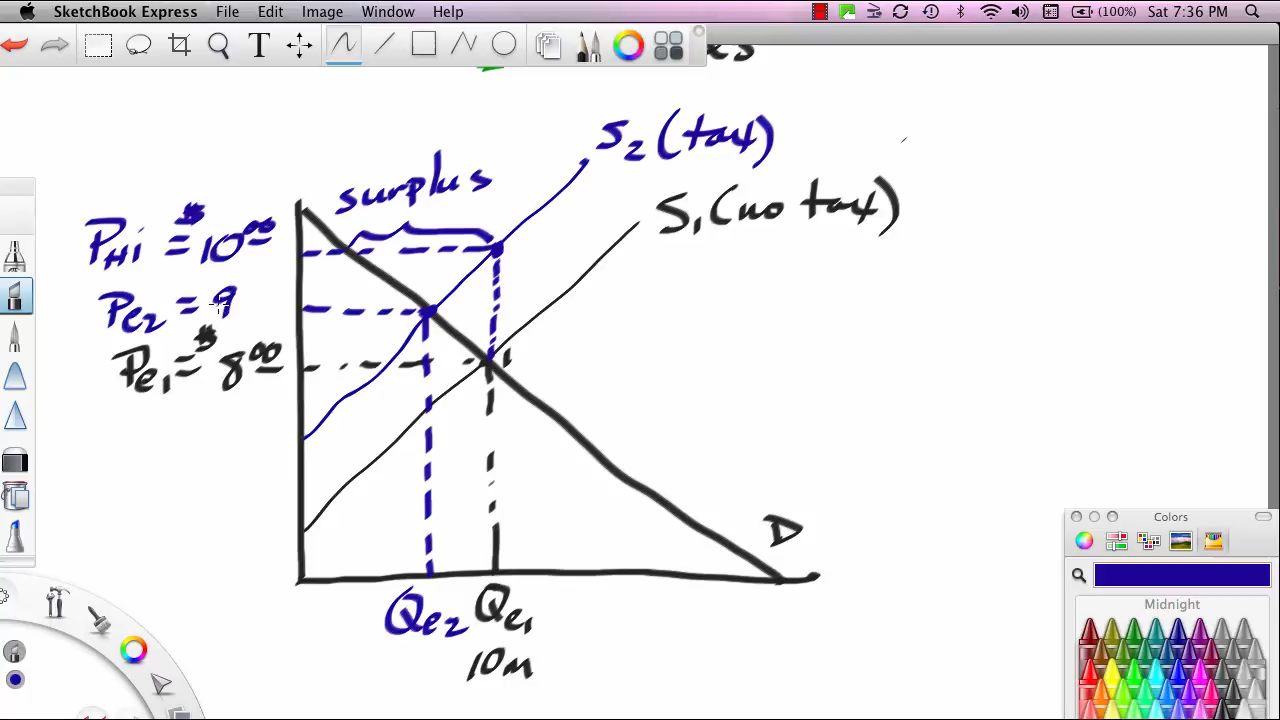 SketchBook Express File Edit Image Window Help (100%) Sat 7:36 PM
T
S2 (tax)
surplus
S1 (no tax)
PHi = $10.00
Pe2 = 9
Pe1 = $8.00
D
Qe2 Qe1
10m
Colors
Midnight